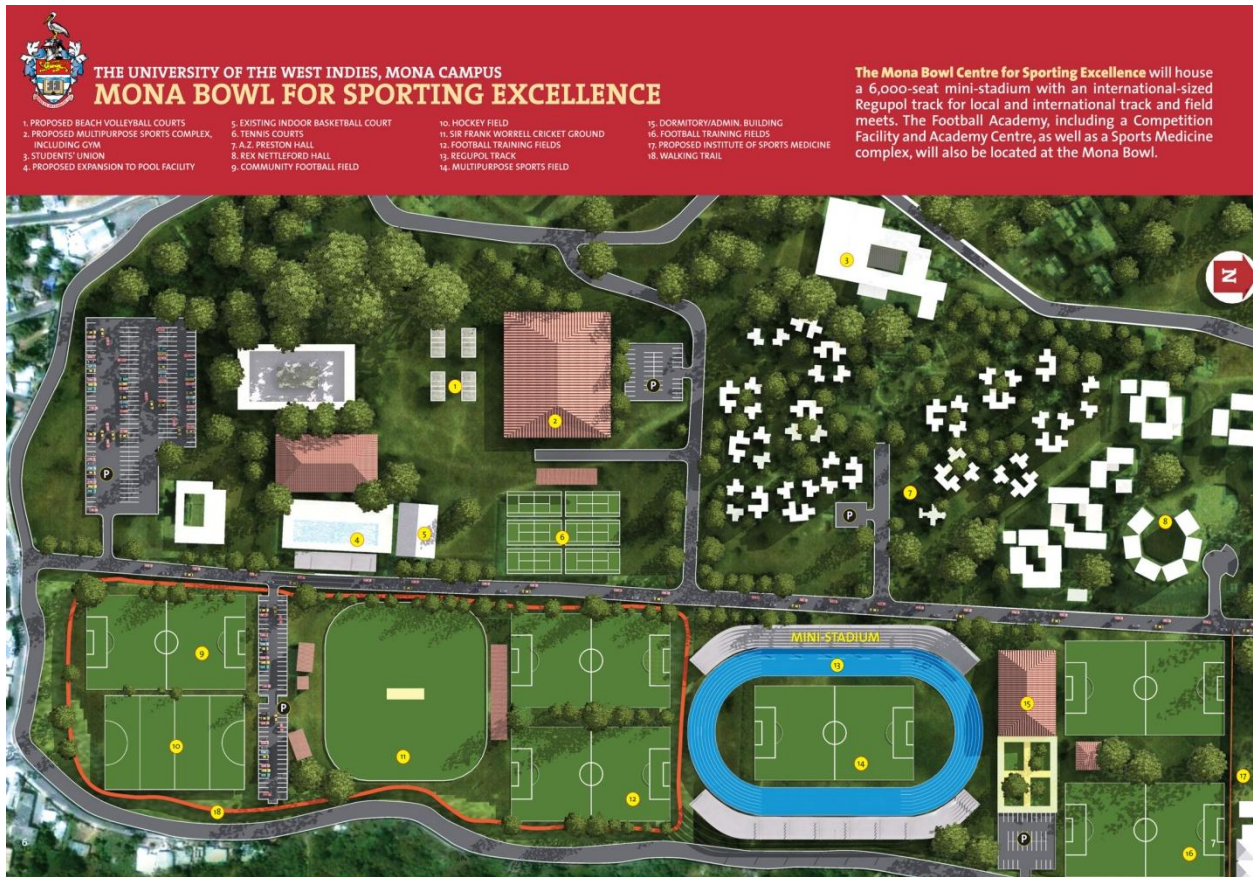 THE UNIVERSITY OF THE WEST INDIES, MONA CAMPUS
MONA BOWL FOR SPORTING EXCELLENCE
1. PROPOSED BEACH VOLLEYBALL COURTS
2. PROPOSED MULTIPURPOSE SPORTS COMPLEX,
INCLUDING GYM
3. STUDENTS' UNION
4. PROPOSED EXPANSION TO POOL FACILITY
5. EXISTING INDOOR BASKETBALL COURT
6. TENNIS COURTS
7. A.Z. PRESTON HALL
8. REX NETTLEFORD HALL
9. COMMUNITY FOOTBALL FIELD
10. HOCKEY FIELD
11. SIR FRANK WORRELL CRICKET GROUND
12. FOOTBALL TRAINING FIELDS
13. REGUPOL TRACK
14. MULTIPURPOSE SPORTS FIELD
15. DORMITORY/ADMIN. BUILDING
16. FOOTBALL TRAINING FIELDS
17. PROPOSED INSTITUTE OF SPORTS MEDICINE
18. WALKING TRAIL
The Mona Bowl Centre for Sporting Excellence will house
a 6,000-seat mini-stadium with an international-sized
Regupol track for local and international track and field
meets. The Football Academy, including a Competition
Facility and Academy Centre, as well as a Sports Medicine
complex, will also be located at the Mona Bowl.
3
N
1
P
2
P
7
P
8
4
5
6
MINI-STADIUM
9
13
15
P
10
11
14
12
17
18
P
16
6
7